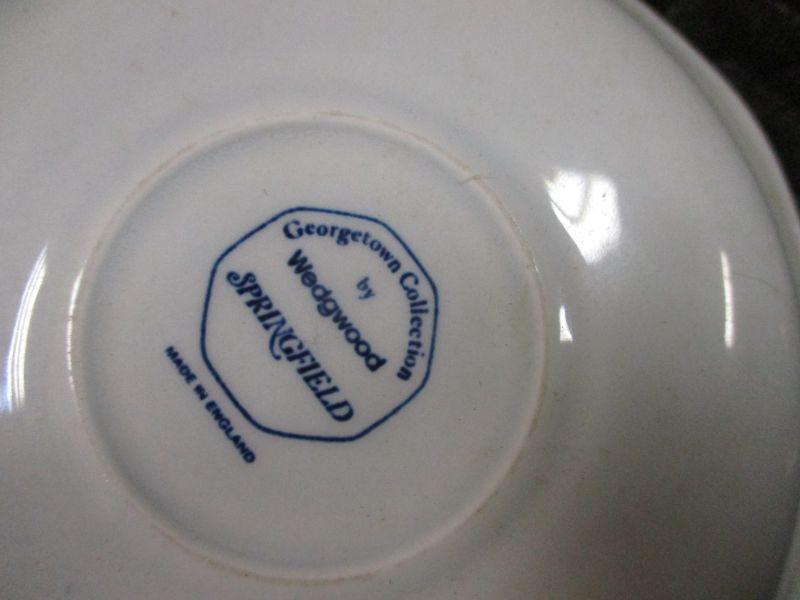 Georgetown Collection
by
Wedgwood
SPRINGFIELD
MADE IN ENGLAND